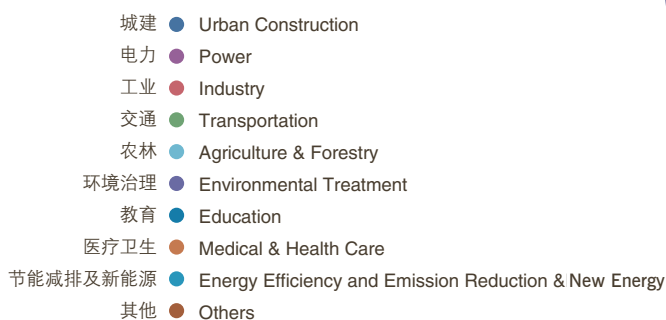 城建 Urban Construction
电力 Power
工业 Industry
交通 Transportation
农林 Agriculture & Forestry
环境治理 Environmental Treatment
教育 Education
医疗卫生 Medical & Health Care
节能减排及新能源 Energy Efficiency and Emission Reduction & New Energy
其他 Others